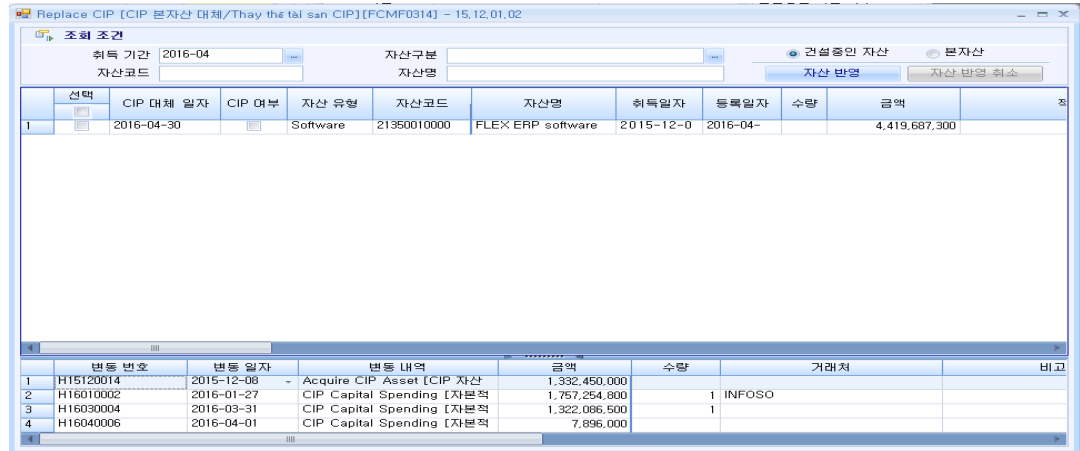 Replace CIP [CIP 본자산 대체/Thay thế tài sản CIP][FCMF0314] - 15,12,01,02
조회 조건
취득 기간 2016-04 자산구분 건설중인 자산 본자산
자산코드 자산명 자산 반영 자산 반영 취소
선택 CIP 대체 일자 CIP 여부 자산 유형 자산코드 자산명 취득일자 등록일자 수량 금액
1 2016-04-30 Software 21350010000 FLEX ERP software 2015-12-0 2016-04- 4,419,687,300
변동 번호 변동 일자 변동 내역 금액 수량 거래처 비고
1 H15120014 2015-12-08 Acquire CIP Asset [CIP 자산 1,332,450,000
2 H16010002 2016-01-27 CIP Capital Spending [자본적 1,757,254,800 1 INFOSO
3 H16030004 2016-03-31 CIP Capital Spending [자본적 1,322,086,500 1
4 H16040006 2016-04-01 CIP Capital Spending [자본적 7,896,000